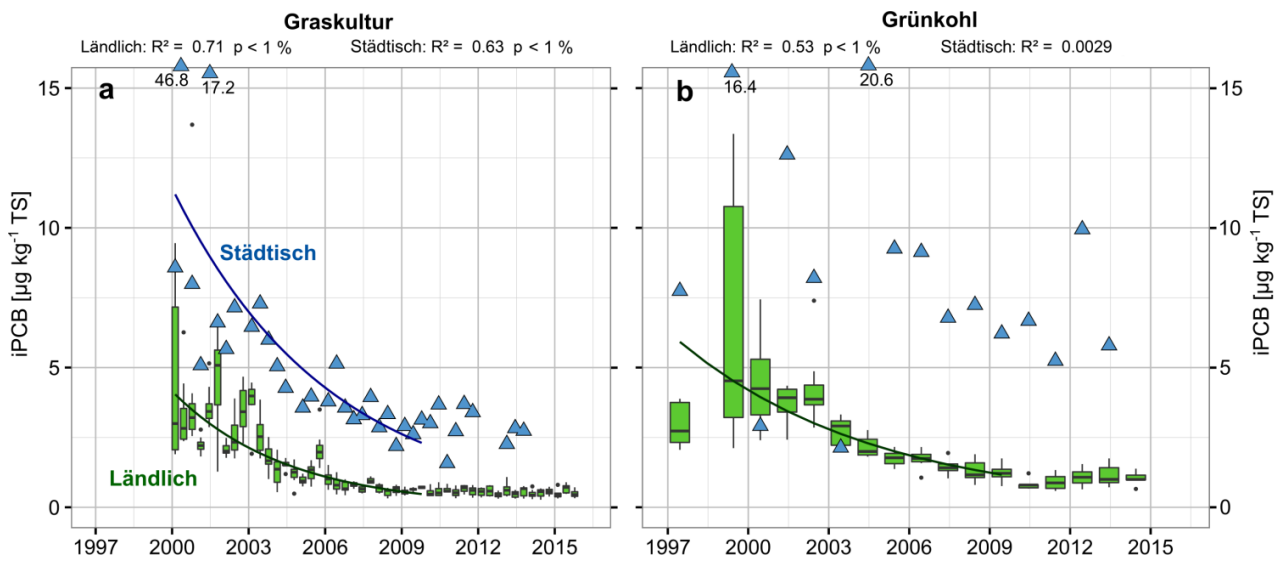 Graskultur
Grünkohl
Ländlich: R² = 0.71 p < 1 %
Städtisch: R² = 0.63 p < 1 %
Ländlich: R² = 0.53 p < 1 %
Städtisch: R² = 0.0029
46.8
17.2
16.4
20.6
a
b
Städtisch
Ländlich
iPCB [µg kg⁻¹ TS]
15
10
5
0
1997 2000 2003 2006 2009 2012 2015
1997 2000 2003 2006 2009 2012 2015
15
10
5
0
iPCB [µg kg⁻¹ TS]